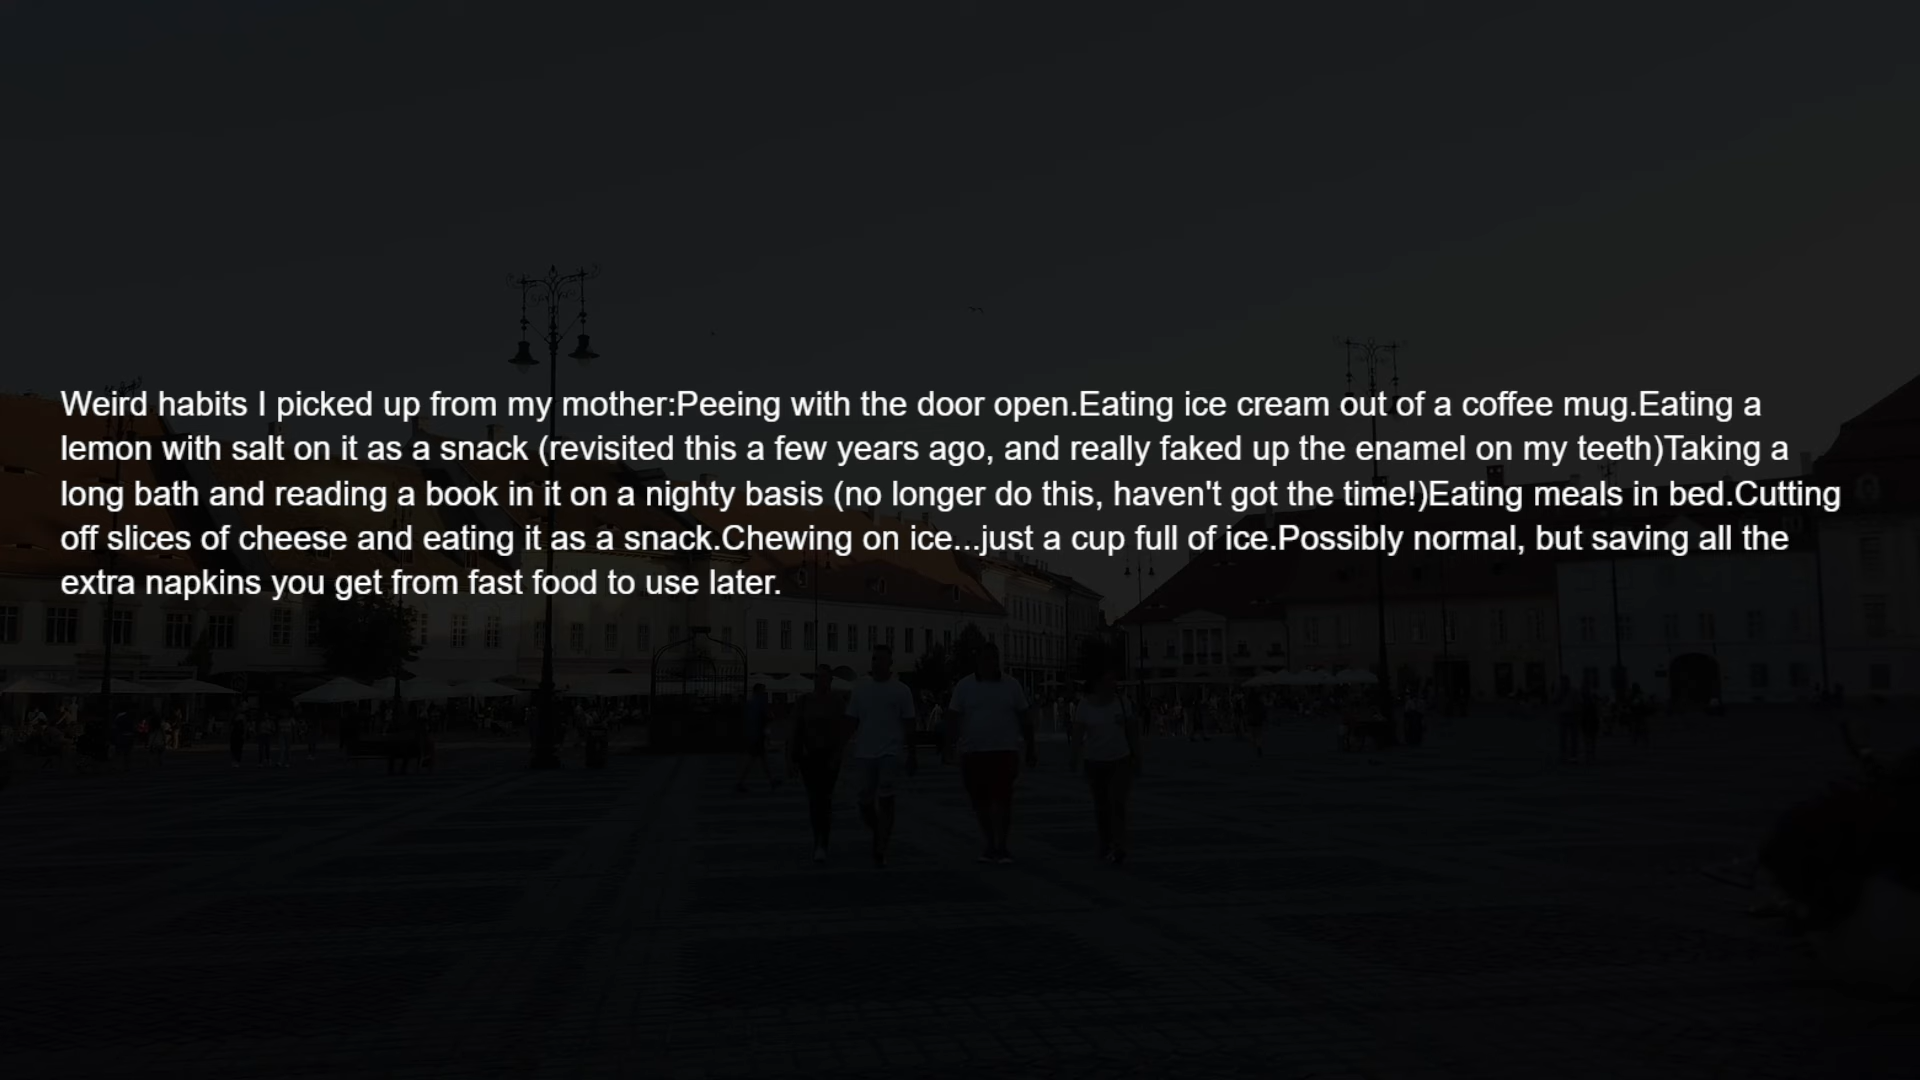 Weird habits I picked up from my mother:Peeing with the door open.Eating ice cream out of a coffee mug.Eating a
lemon with salt on it as a snack (revisited this a few years ago, and really faked up the enamel on my teeth)Taking a
long bath and reading a book in it on a nighty basis (no longer do this, haven't got the time!)Eating meals in bed.Cutting
off slices of cheese and eating it as a snack.Chewing on ice...just a cup full of ice.Possibly normal, but saving all the
extra napkins you get from fast food to use later.